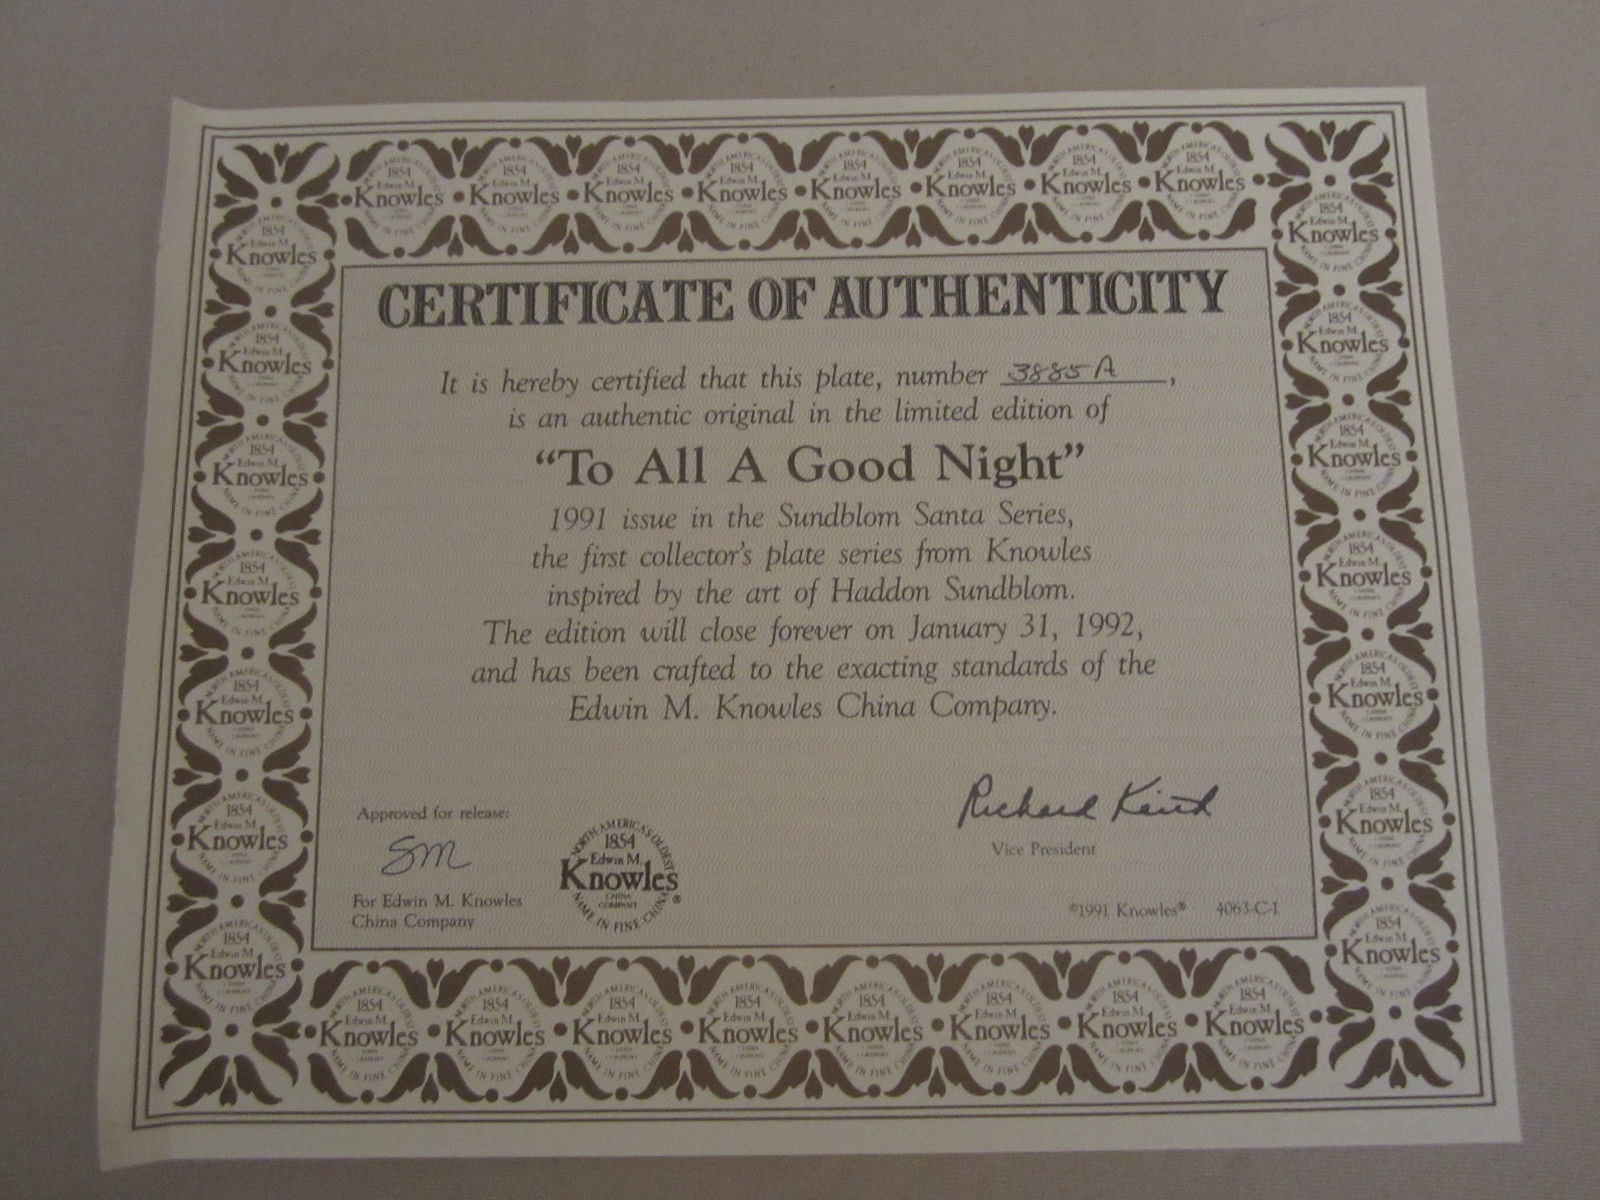 CERTIFICATE OF AUTHENTICITY
It is hereby certified that this plate, number 3885A,
is an authentic original in the limited edition of
“To All A Good Night”
1991 issue in the Sundblom Santa Series,
the first collector's plate series from Knowles
inspired by the art of Haddon Sundblom.
The edition will close forever on January 31, 1992,
and has been crafted to the exacting standards of the
Edwin M. Knowles China Company.
Approved for release:
SM
For Edwin M. Knowles
China Company
NORTH AMERICA'S OLDEST
1854
Edwin M.
Knowles
CHINA
COMPANY
NAME IN FINE CHINA®
Richard
Vice President
©1991 Knowles® 4063-C-1